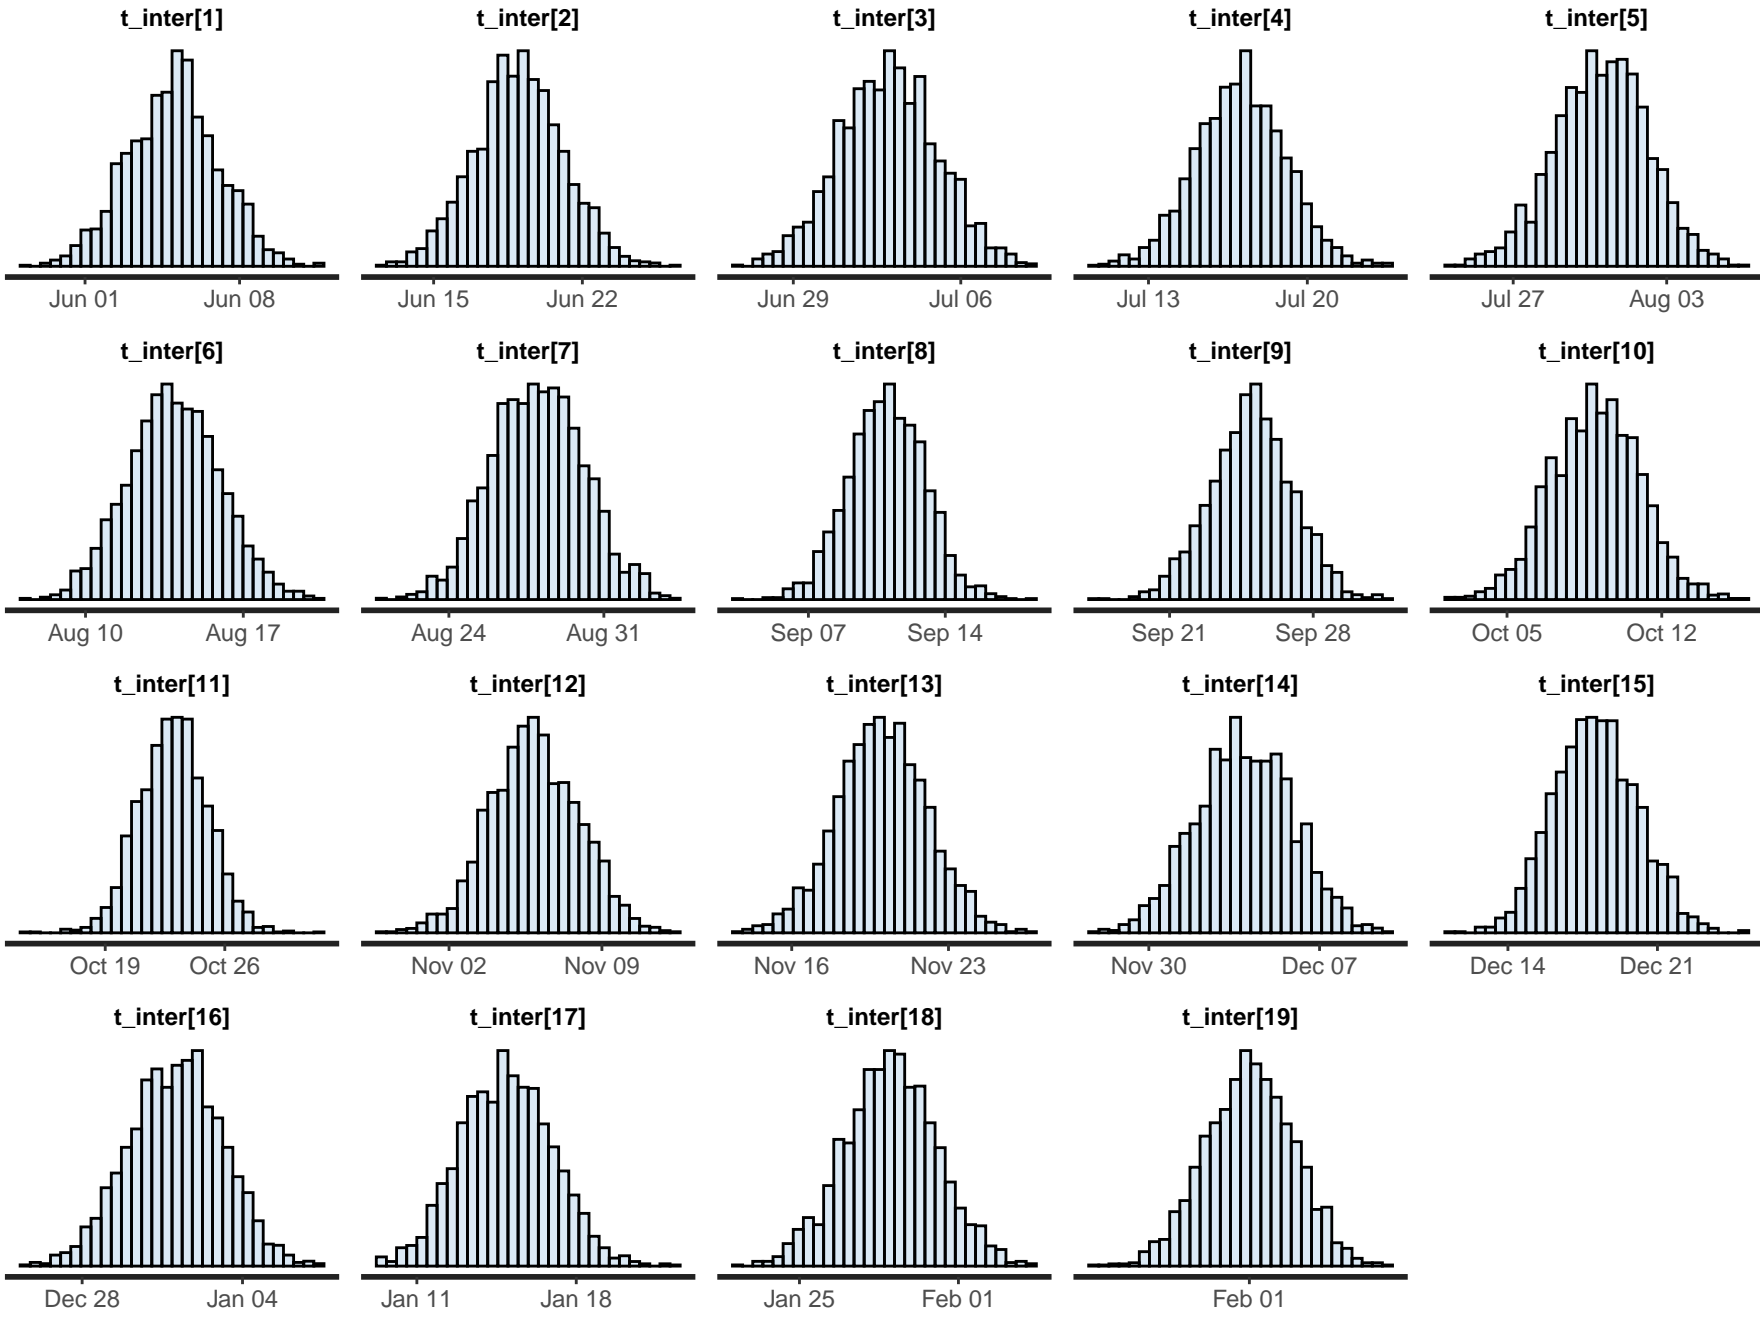 t_inter[1] t_inter[2] t_inter[3] t_inter[4] t_inter[5]
Jun 01 Jun 08 Jun 15 Jun 22 Jun 29 Jul 06 Jul 13 Jul 20 Jul 27 Aug 03
t_inter[6] t_inter[7] t_inter[8] t_inter[9] t_inter[10]
Aug 10 Aug 17 Aug 24 Aug 31 Sep 07 Sep 14 Sep 21 Sep 28 Oct 05 Oct 12
t_inter[11] t_inter[12] t_inter[13] t_inter[14] t_inter[15]
Oct 19 Oct 26 Nov 02 Nov 09 Nov 16 Nov 23 Nov 30 Dec 07 Dec 14 Dec 21
t_inter[16] t_inter[17] t_inter[18] t_inter[19]
Dec 28 Jan 04 Jan 11 Jan 18 Jan 25 Feb 01 Feb 01